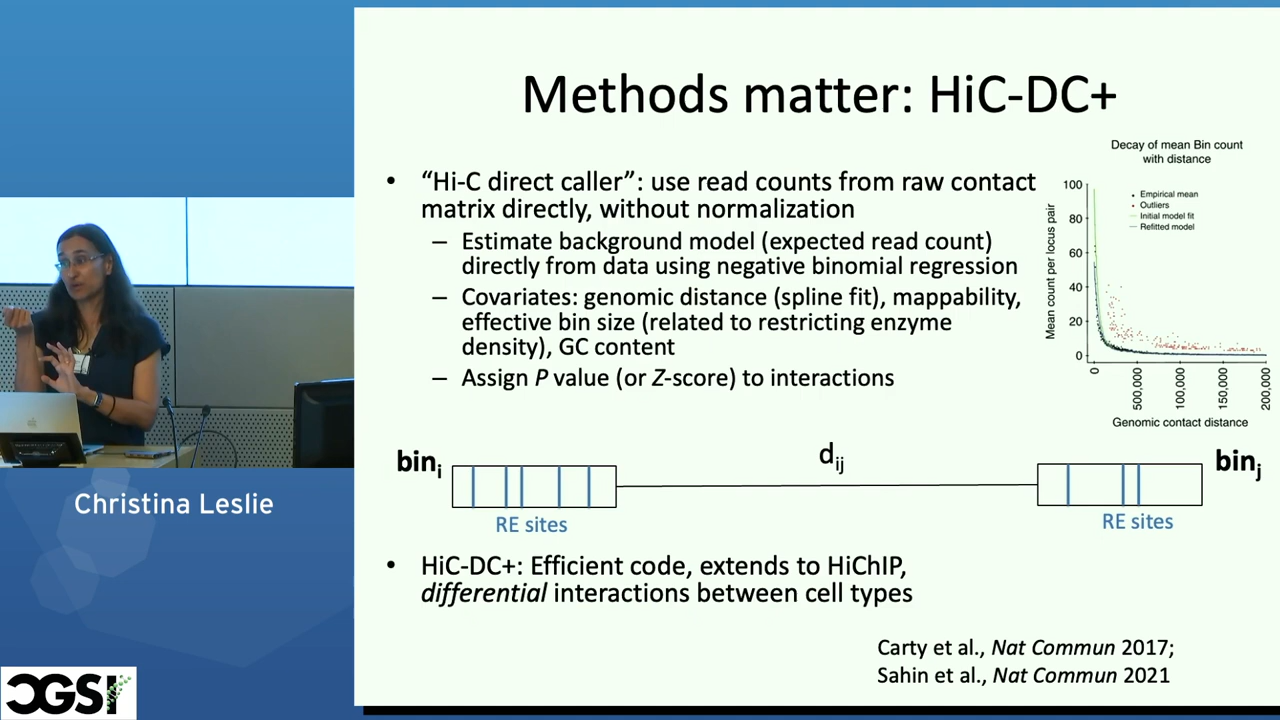 Methods matter: HiC-DC+
• “Hi-C direct caller”: use read counts from raw contact
matrix directly, without normalization
– Estimate background model (expected read count)
directly from data using negative binomial regression
– Covariates: genomic distance (spline fit), mappability,
effective bin size (related to restricting enzyme
density), GC content
– Assign P value (or Z-score) to interactions
Decay of mean Bin count
with distance
Mean count per locus pair
100
80
60
40
20
0
Empirical mean
Outliers
Initial model fit
Refitted model
0
500,000
100,000
150,000
200,000
Genomic contact distance
bini
dij
binj
RE sites
RE sites
• HiC-DC+: Efficient code, extends to HiChIP,
differential interactions between cell types
Carty et al., Nat Commun 2017;
Sahin et al., Nat Commun 2021
Christina Leslie
CGSI